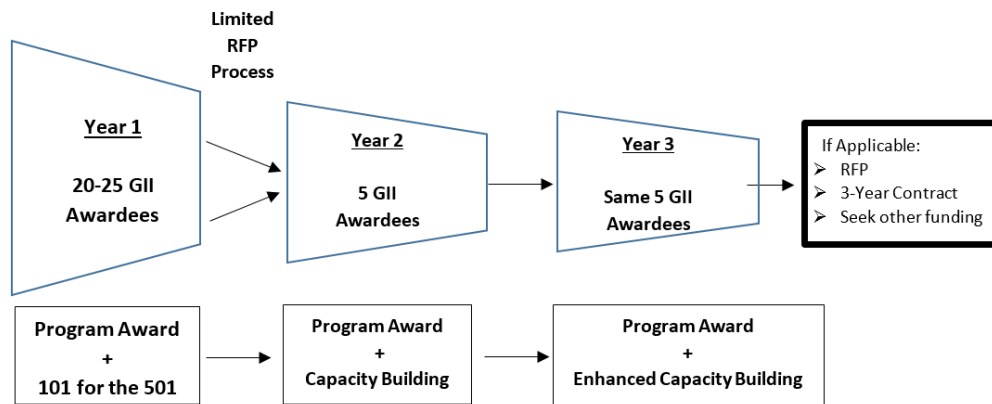 Limited
RFP
Process
Year 1
20-25 GII
Awardees
Year 2
5 GII
Awardees
Year 3
Same 5 GII
Awardees
If Applicable:
➢ RFP
➢ 3-Year Contract
➢ Seek other funding
Program Award
+
101 for the 501
Program Award
+
Capacity Building
Program Award
+
Enhanced Capacity Building